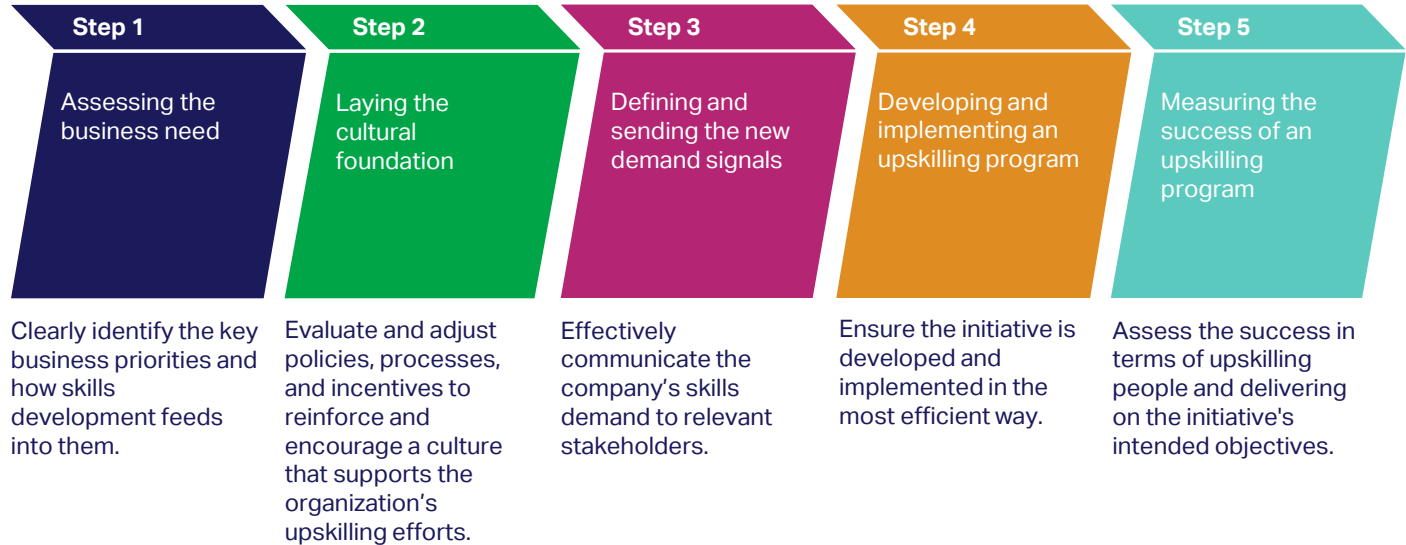 Step 1
Assessing the
business need
Clearly identify the key
business priorities and
how skills
development feeds
into them.
Step 2
Laying the
cultural
foundation
Evaluate and adjust
policies, processes,
and incentives to
reinforce and
encourage a culture
that supports the
organization’s
upskilling efforts.
Step 3
Defining and
sending the new
demand signals
Effectively
communicate the
company’s skills
demand to relevant
stakeholders.
Step 4
Developing and
implementing an
upskilling program
Ensure the initiative is
developed and
implemented in the
most efficient way.
Step 5
Measuring the
success of an
upskilling
program
Assess the success in
terms of upskilling
people and delivering
on the initiative's
intended objectives.